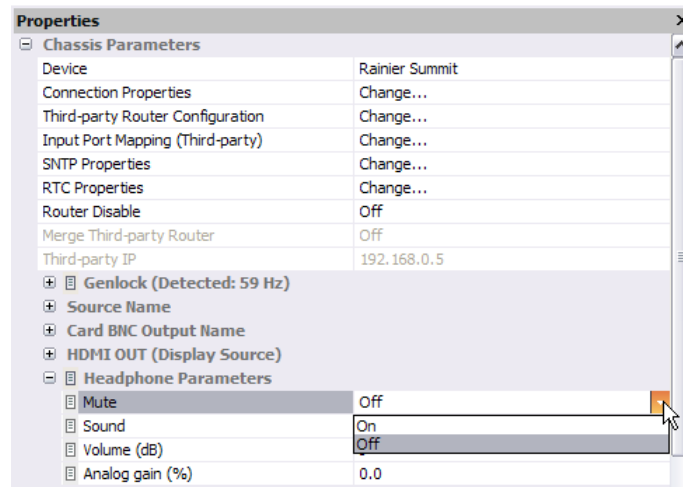 Properties
Chassis Parameters
Device Rainier Summit
Connection Properties Change...
Third-party Router Configuration Change...
Input Port Mapping (Third-party) Change...
SNTP Properties Change...
RTC Properties Change...
Router Disable Off
Merge Third-party Router Off
Third-party IP 192.168.0.5
Genlock (Detected: 59 Hz)
Source Name
Card BNC Output Name
HDMI OUT (Display Source)
Headphone Parameters
Mute Off
Sound On
Volume (dB) Off
Analog gain (%) 0.0